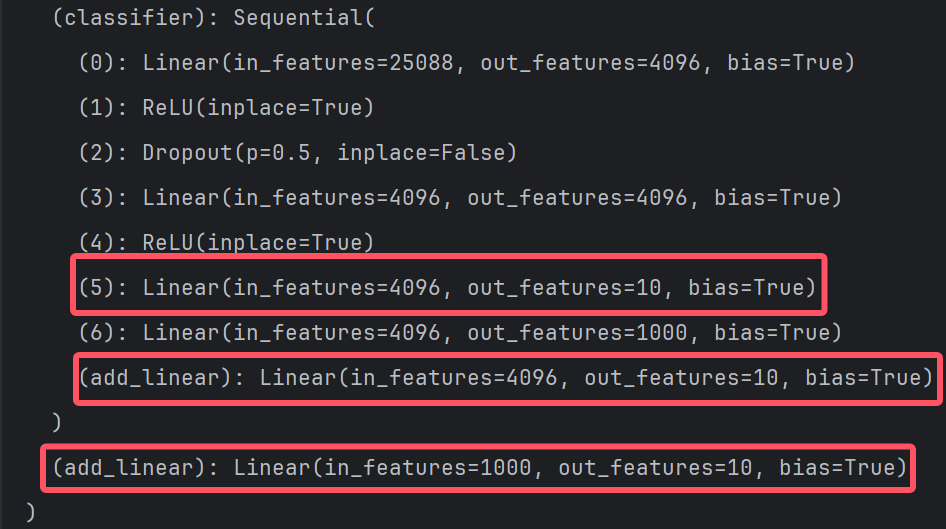 (classifier): Sequential(
(0): Linear(in_features=25088, out_features=4096, bias=True)
(1): ReLU(inplace=True)
(2): Dropout(p=0.5, inplace=False)
(3): Linear(in_features=4096, out_features=4096, bias=True)
(4): ReLU(inplace=True)
(5): Linear(in_features=4096, out_features=10, bias=True)
(6): Linear(in_features=4096, out_features=1000, bias=True)
(add_linear): Linear(in_features=4096, out_features=10, bias=True)
)
(add_linear): Linear(in_features=1000, out_features=10, bias=True)
)